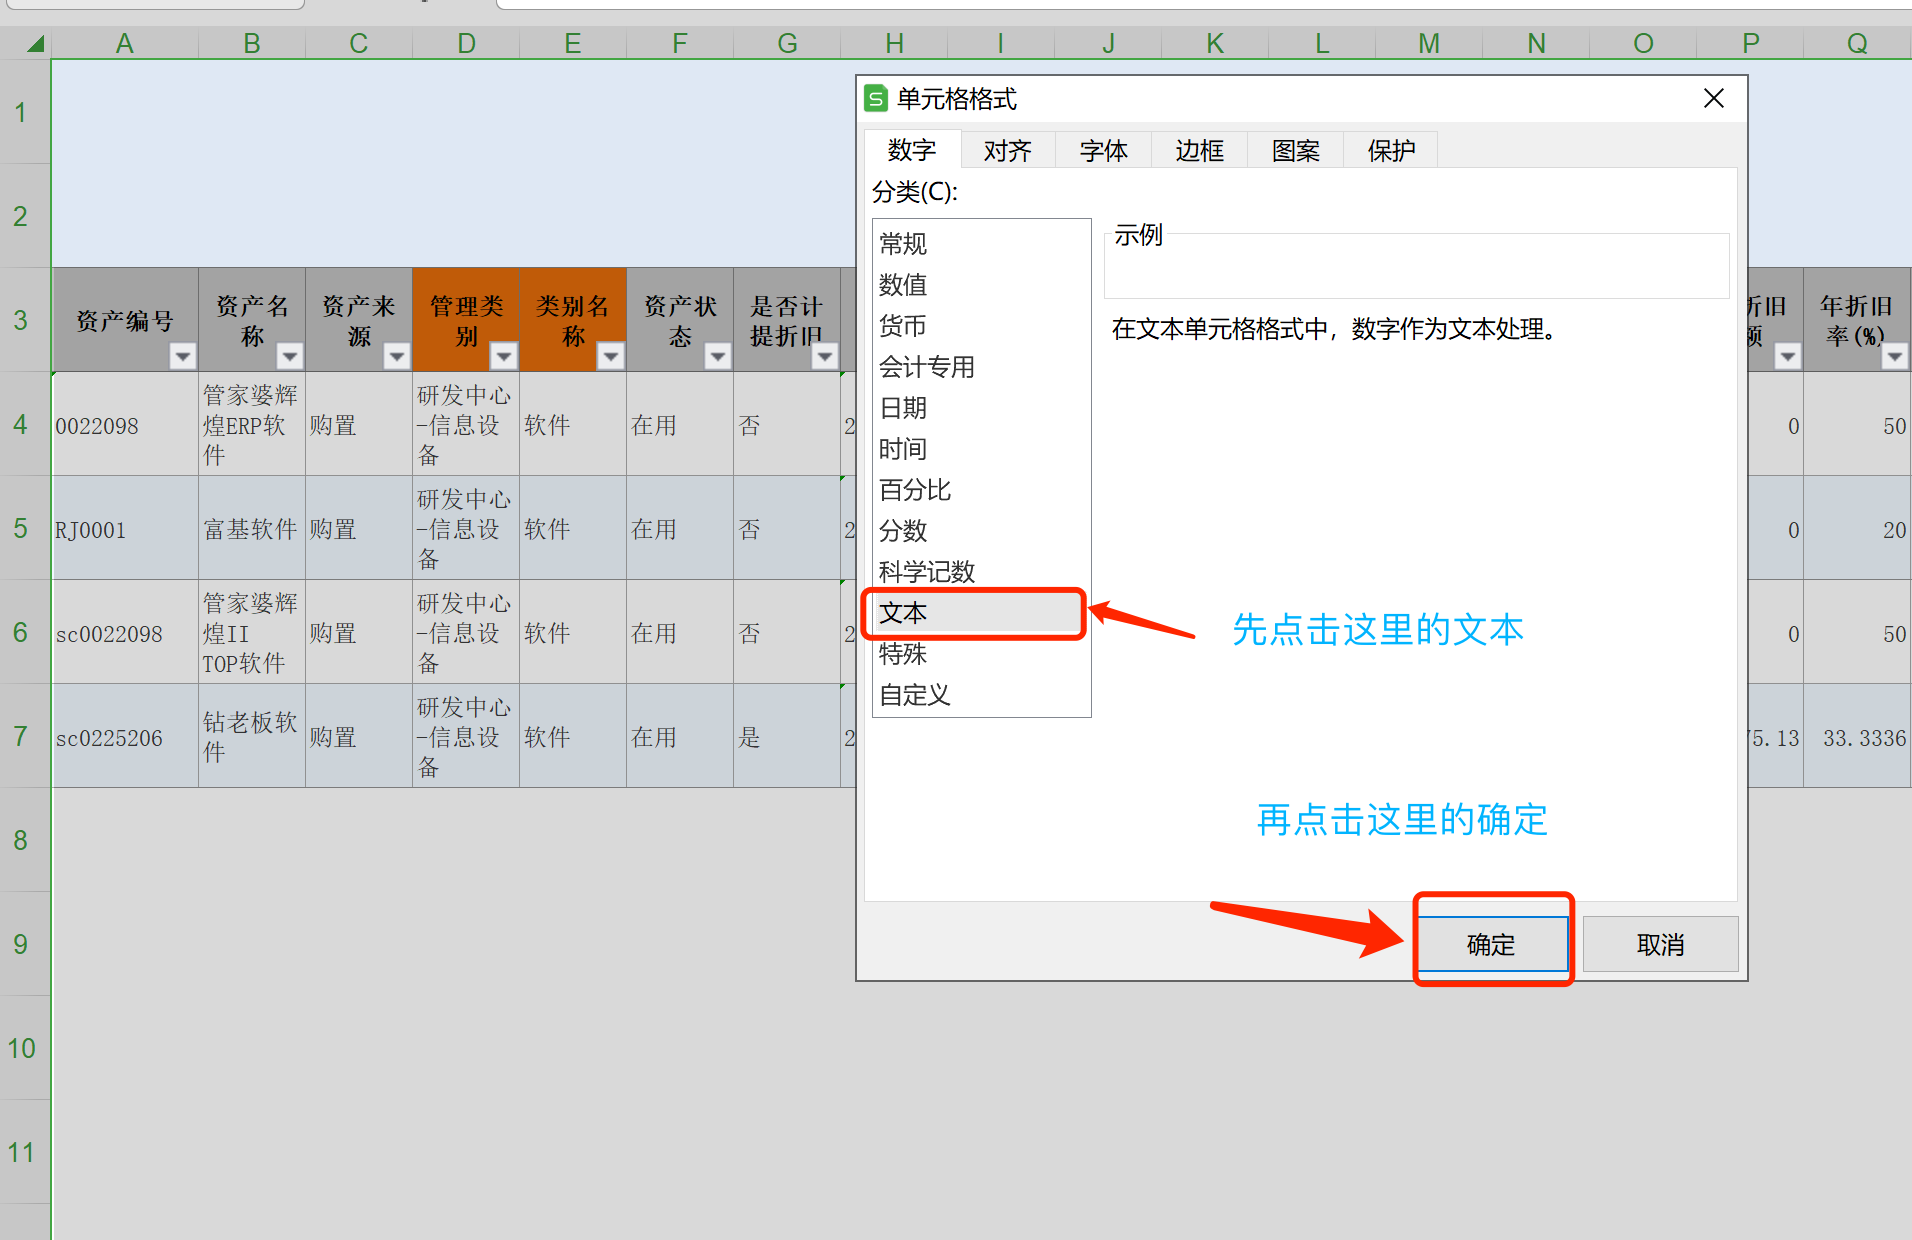 A B C D E F G H I J K L M N O P Q
1
2
3
4
5
6
7
8
9
10
11
资产编号
资产名
称
资产来
源
管理类
别
类别名
称
资产状
态
是否计
提折旧
折旧
额
年折旧
率(%)
0022098
管家婆辉
煌ERP软
件
购置
研发中心
-信息设
备
软件
在用
否
2
0
50
RJ0001
富基软件
购置
研发中心
-信息设
备
软件
在用
否
2
0
20
sc0022098
管家婆辉
煌II
TOP软件
购置
研发中心
-信息设
备
软件
在用
否
2
0
50
sc0225206
钻老板软
件
购置
研发中心
-信息设
备
软件
在用
是
2
75.13
33.3336
S 单元格格式
数字 对齐 字体 边框 图案 保护
分类(C):
常规
数值
货币
会计专用
日期
时间
百分比
分数
科学记数
文本
特殊
自定义
示例
在文本单元格格式中，数字作为文本处理。
先点击这里的文本
再点击这里的确定
确定 取消